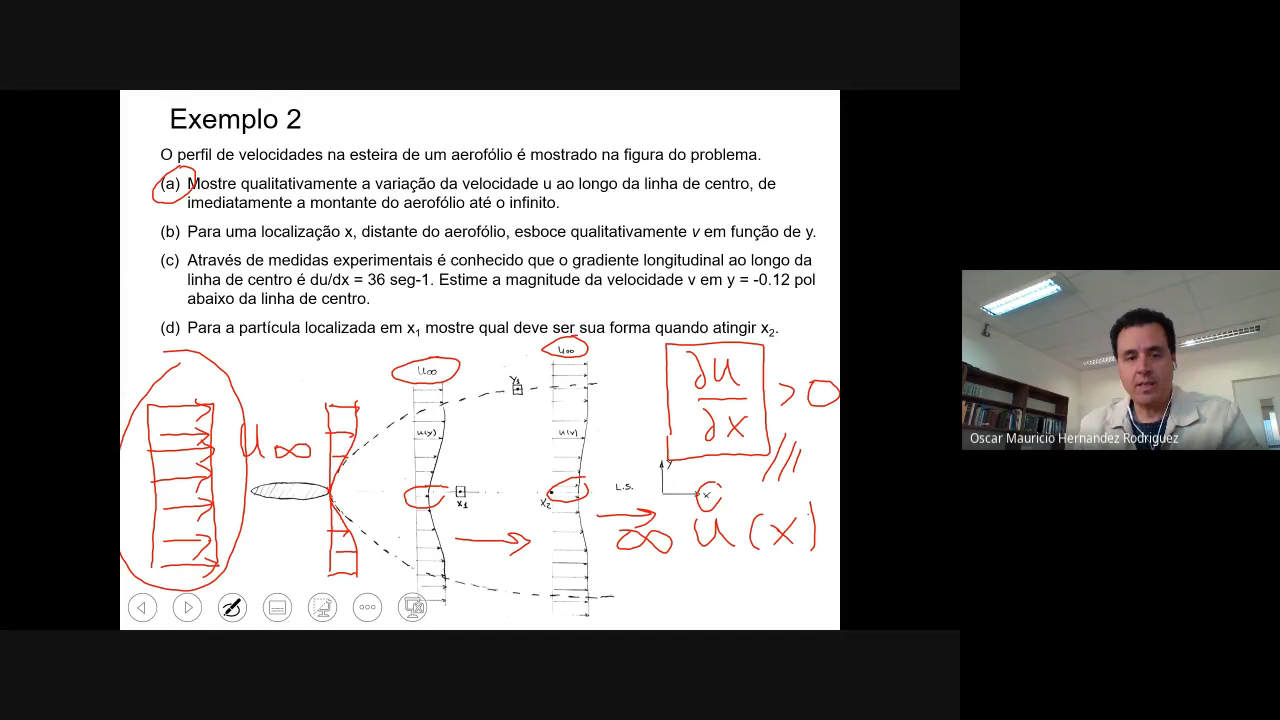 Exemplo 2
O perfil de velocidades na esteira de um aerofólio é mostrado na figura do problema.
(a) Mostre qualitativamente a variação da velocidade u ao longo da linha de centro, de
imediatamente a montante do aerofólio até o infinito.
(b) Para uma localização x, distante do aerofólio, esboce qualitativamente v em função de y.
(c) Através de medidas experimentais é conhecido que o gradiente longitudinal ao longo da
linha de centro é du/dx = 36 seg-1. Estime a magnitude da velocidade v em y = -0.12 pol
abaixo da linha de centro.
(d) Para a partícula localizada em x₁ mostre qual deve ser sua forma quando atingir x₂.
U∞
U∞
∂u
∂x
> 0
u(y)
u(y)
U∞
L.S.
y
x
x₁
x₁
x₂
∞
u(x)
Oscar Mauricio Hernandez Rodriguez